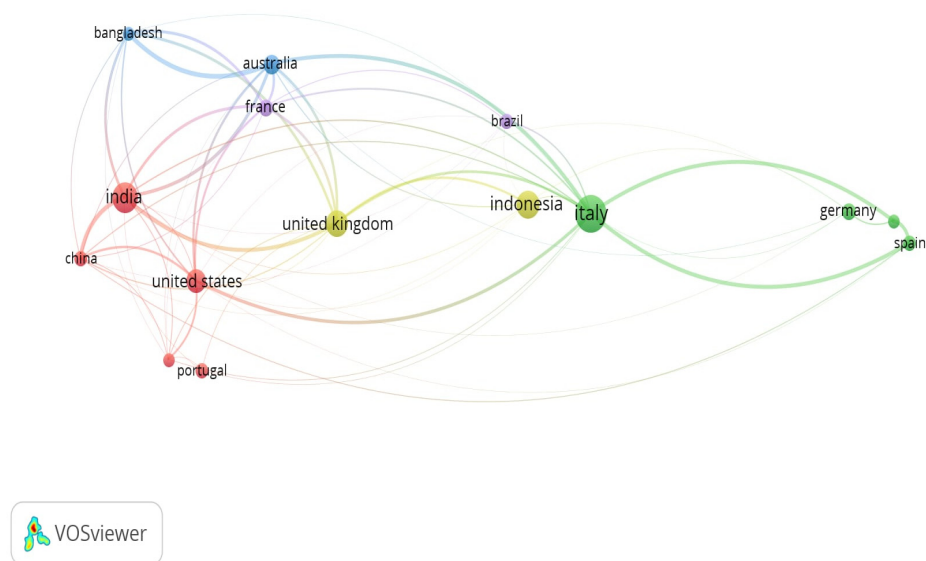 bangladesh
australia
france
brazil
india
indonesia
italy
germany
united kingdom
spain
china
united states
portugal
VOSviewer